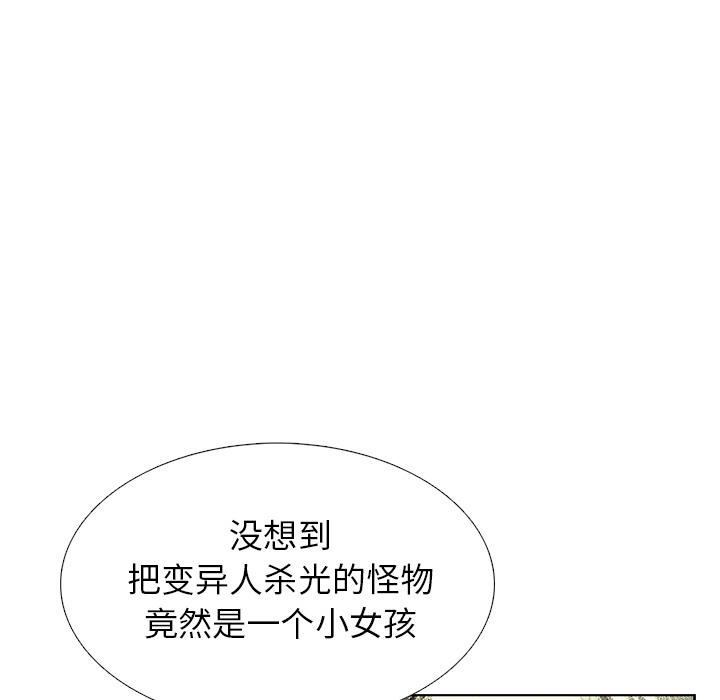 没想到
把变异人杀光的怪物
竟然是一个小女孩